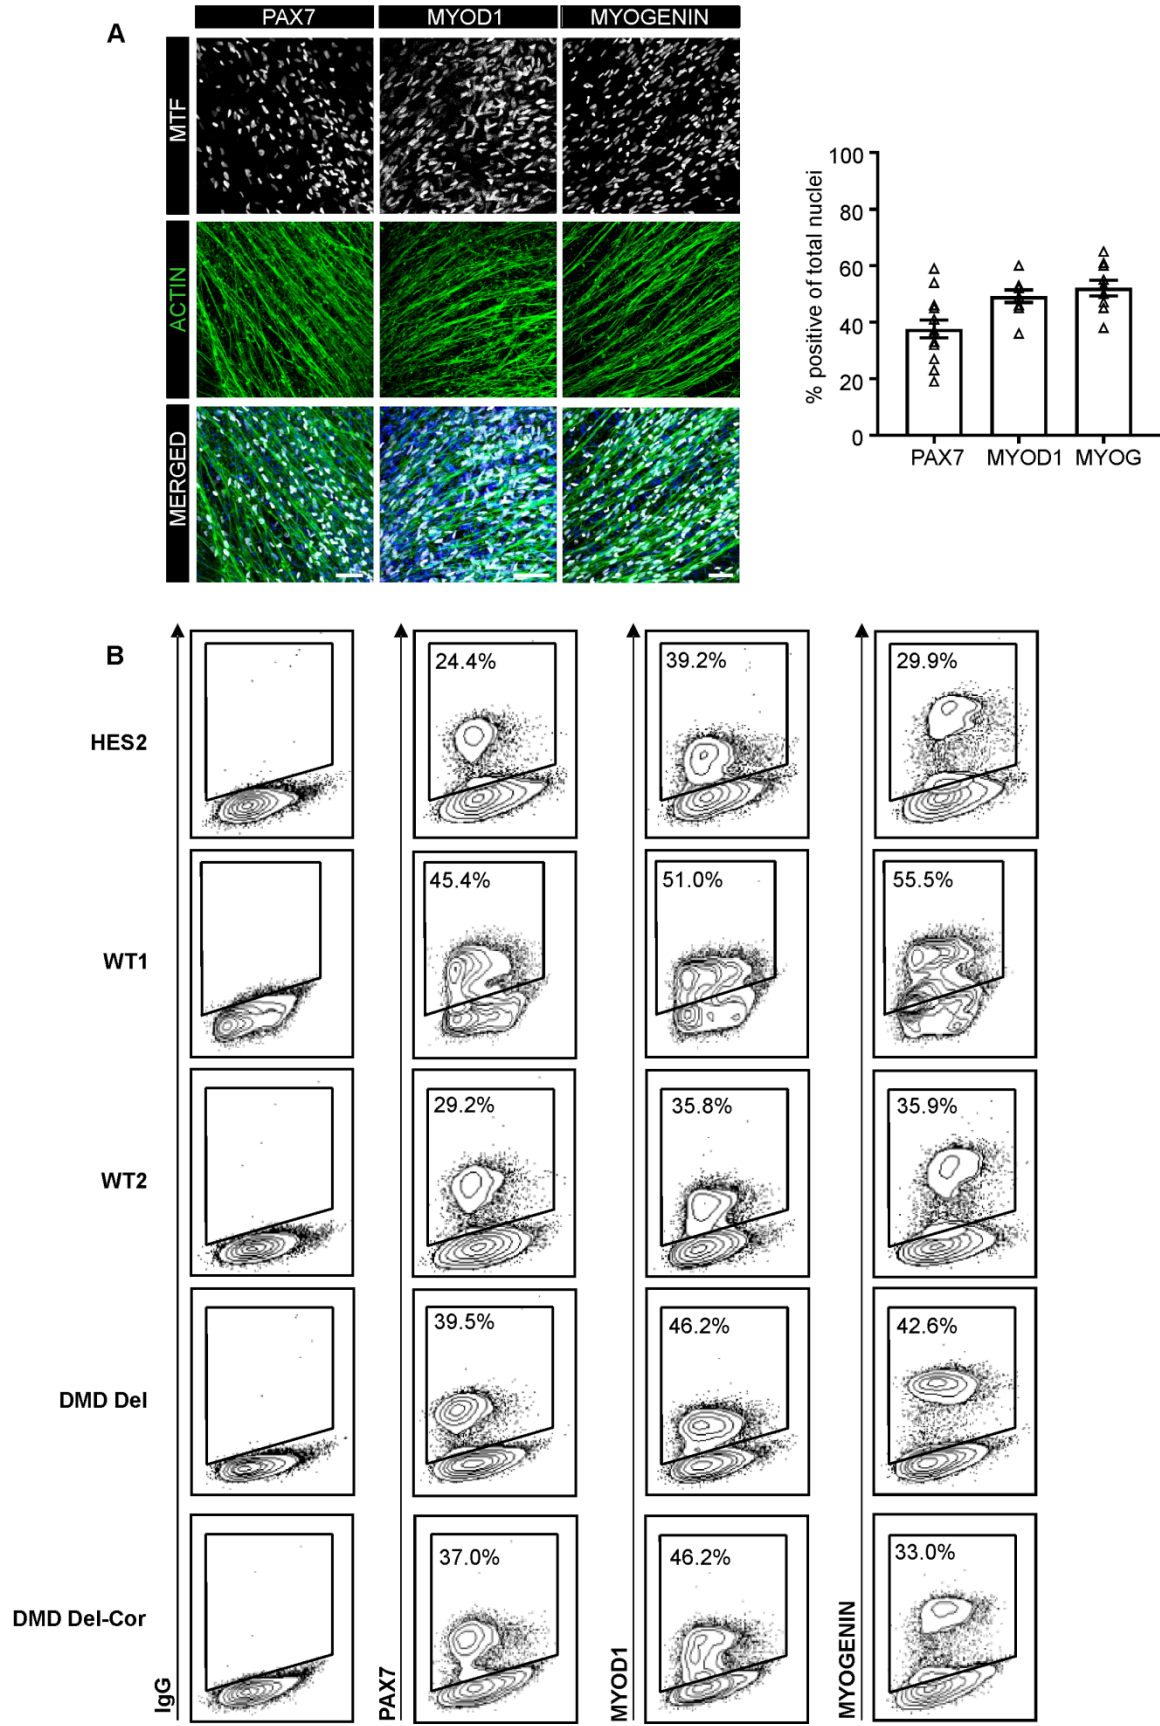 A
PAX7 MYOD1 MYOGENIN
MTF
ACTIN
MERGED
% positive of total nuclei
100
80
60
40
20
0
PAX7 MYOD1 MYOG
B
HES2
24.4% 39.2% 29.9%
WT1
45.4% 51.0% 55.5%
WT2
29.2% 35.8% 35.9%
DMD Del
39.5% 46.2% 42.6%
DMD Del-Cor
37.0% 46.2% 33.0%
IgG
PAX7
MYOD1
MYOGENIN